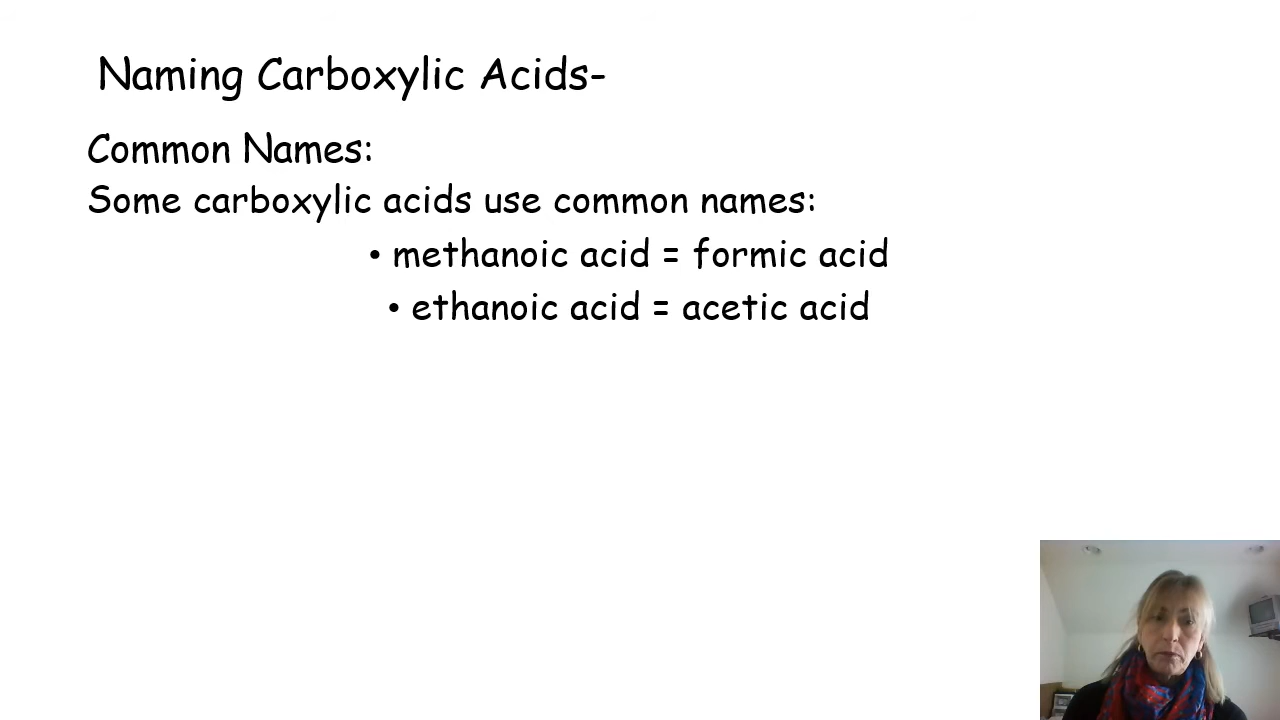 Naming Carboxylic Acids-
Common Names:
Some carboxylic acids use common names:
• methanoic acid = formic acid
• ethanoic acid = acetic acid